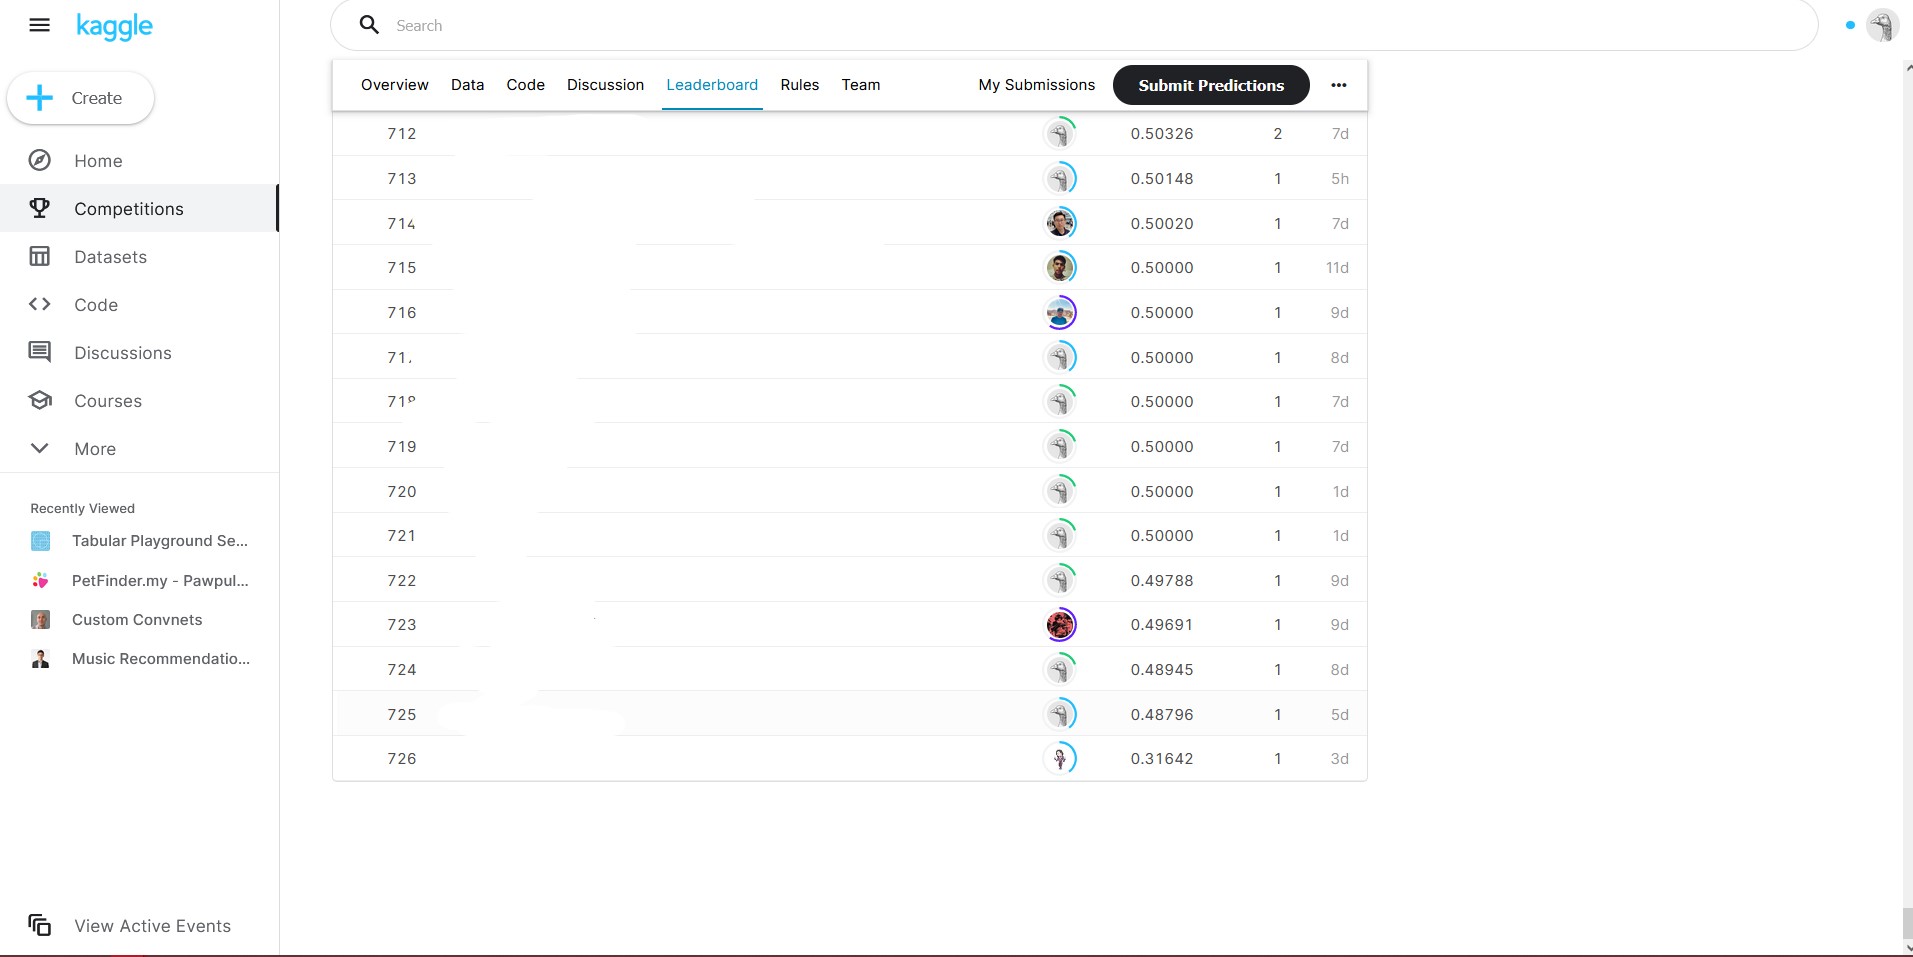 kaggle
Search
Create
Home
Competitions
Datasets
Code
Discussions
Courses
More
Recently Viewed
Tabular Playground Se...
PetFinder.my - Pawpul...
Custom Convnets
Music Recommendatio...
View Active Events
Overview Data Code Discussion Leaderboard Rules Team My Submissions Submit Predictions •••
712 0.50326 2 7d
713 0.50148 1 5h
714 0.50020 1 7d
715 0.50000 1 11d
716 0.50000 1 9d
0.50000 1 8d
718 0.50000 1 7d
719 0.50000 1 7d
720 0.50000 1 1d
721 0.50000 1 1d
722 0.49788 1 9d
723 0.49691 1 9d
724 0.48945 1 8d
725 0.48796 1 5d
726 0.31642 1 3d